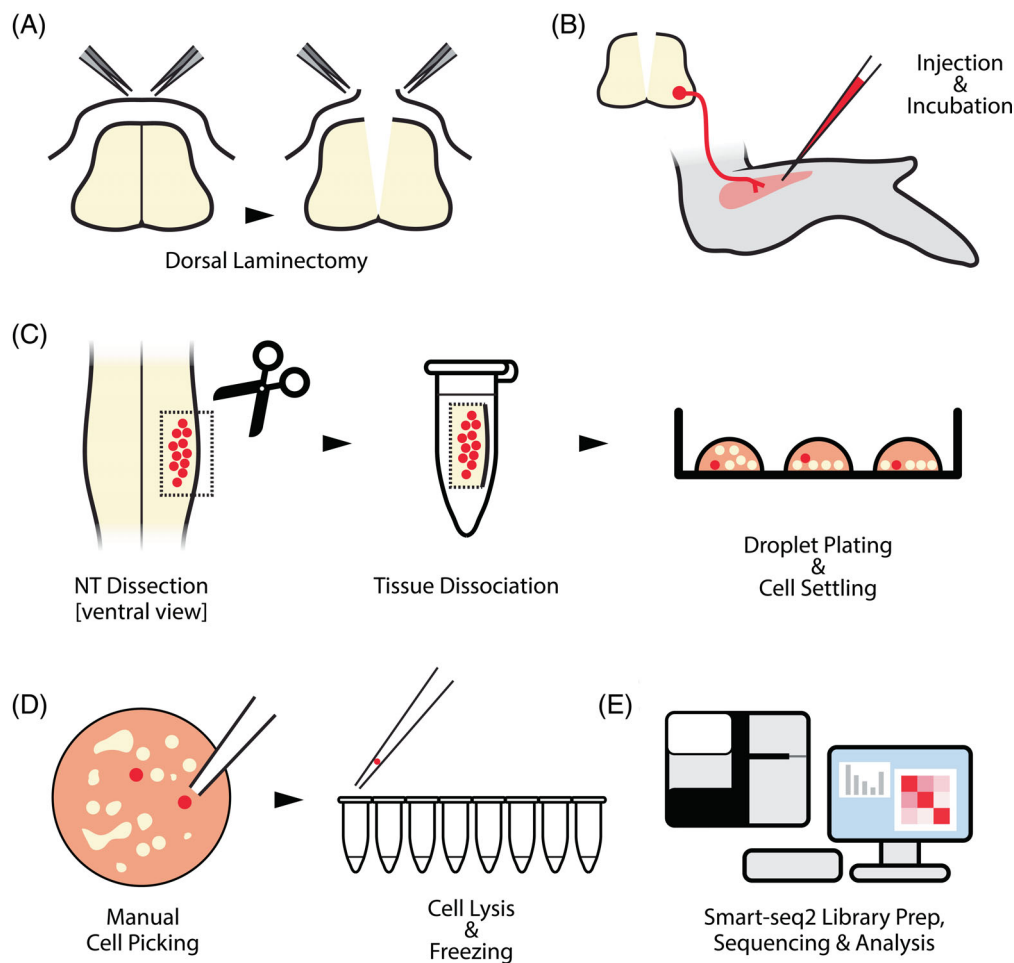 (A)
Dorsal Laminectomy
(B)
Injection
&
Incubation
(C)
NT Dissection
[ventral view]
Tissue Dissociation
Droplet Plating
&
Cell Settling
(D)
Manual
Cell Picking
Cell Lysis
&
Freezing
(E)
Smart-seq2 Library Prep,
Sequencing & Analysis